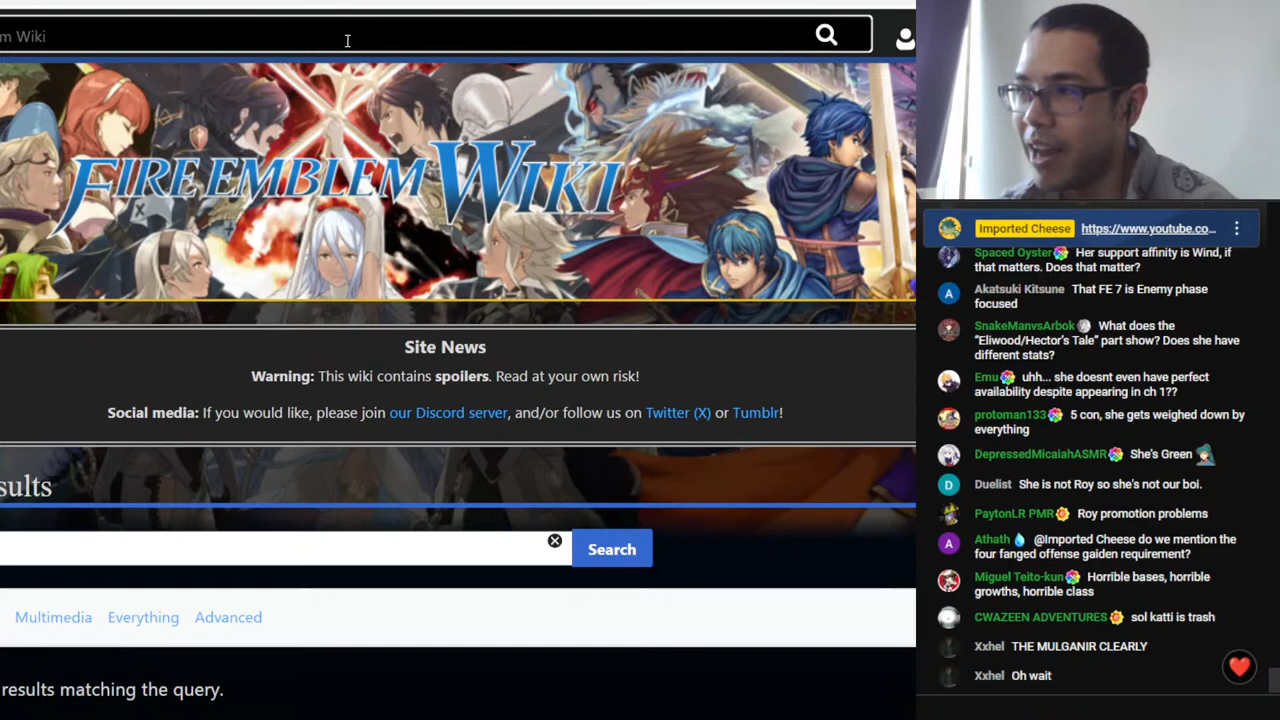 m Wiki
FIRE EMBLEM WIKI
Site News
Warning: This wiki contains spoilers. Read at your own risk!
Social media: If you would like, please join our Discord server, and/or follow us on Twitter (X) or Tumblr!
sults
Search
Multimedia Everything Advanced
results matching the query.
Imported Cheese https://www.youtube.co...
Spaced Oyster Her support affinity is Wind, if
that matters. Does that matter?
Akatsuki Kitsune That FE 7 is Enemy phase
focused
SnakeManvsArbok What does the
"Eliwood/Hector's Tale" part show? Does she have
different stats?
Emu uhh... she doesnt even have perfect
availability despite appearing in ch 1??
protoman133 5 con, she gets weighed down by
everything
DepressedMicaiahASMR She's Green
D Duelist She is not Roy so she's not our boi.
PaytonLR PMR Roy promotion problems
A Athath @Imported Cheese do we mention the
four fanged offense gaiden requirement?
Miguel Teito-kun Horrible bases, horrible
growths, horrible class
CWAZEEN ADVENTURES sol katti is trash
Xxhel THE MULGANIR CLEARLY
Xxhel Oh wait